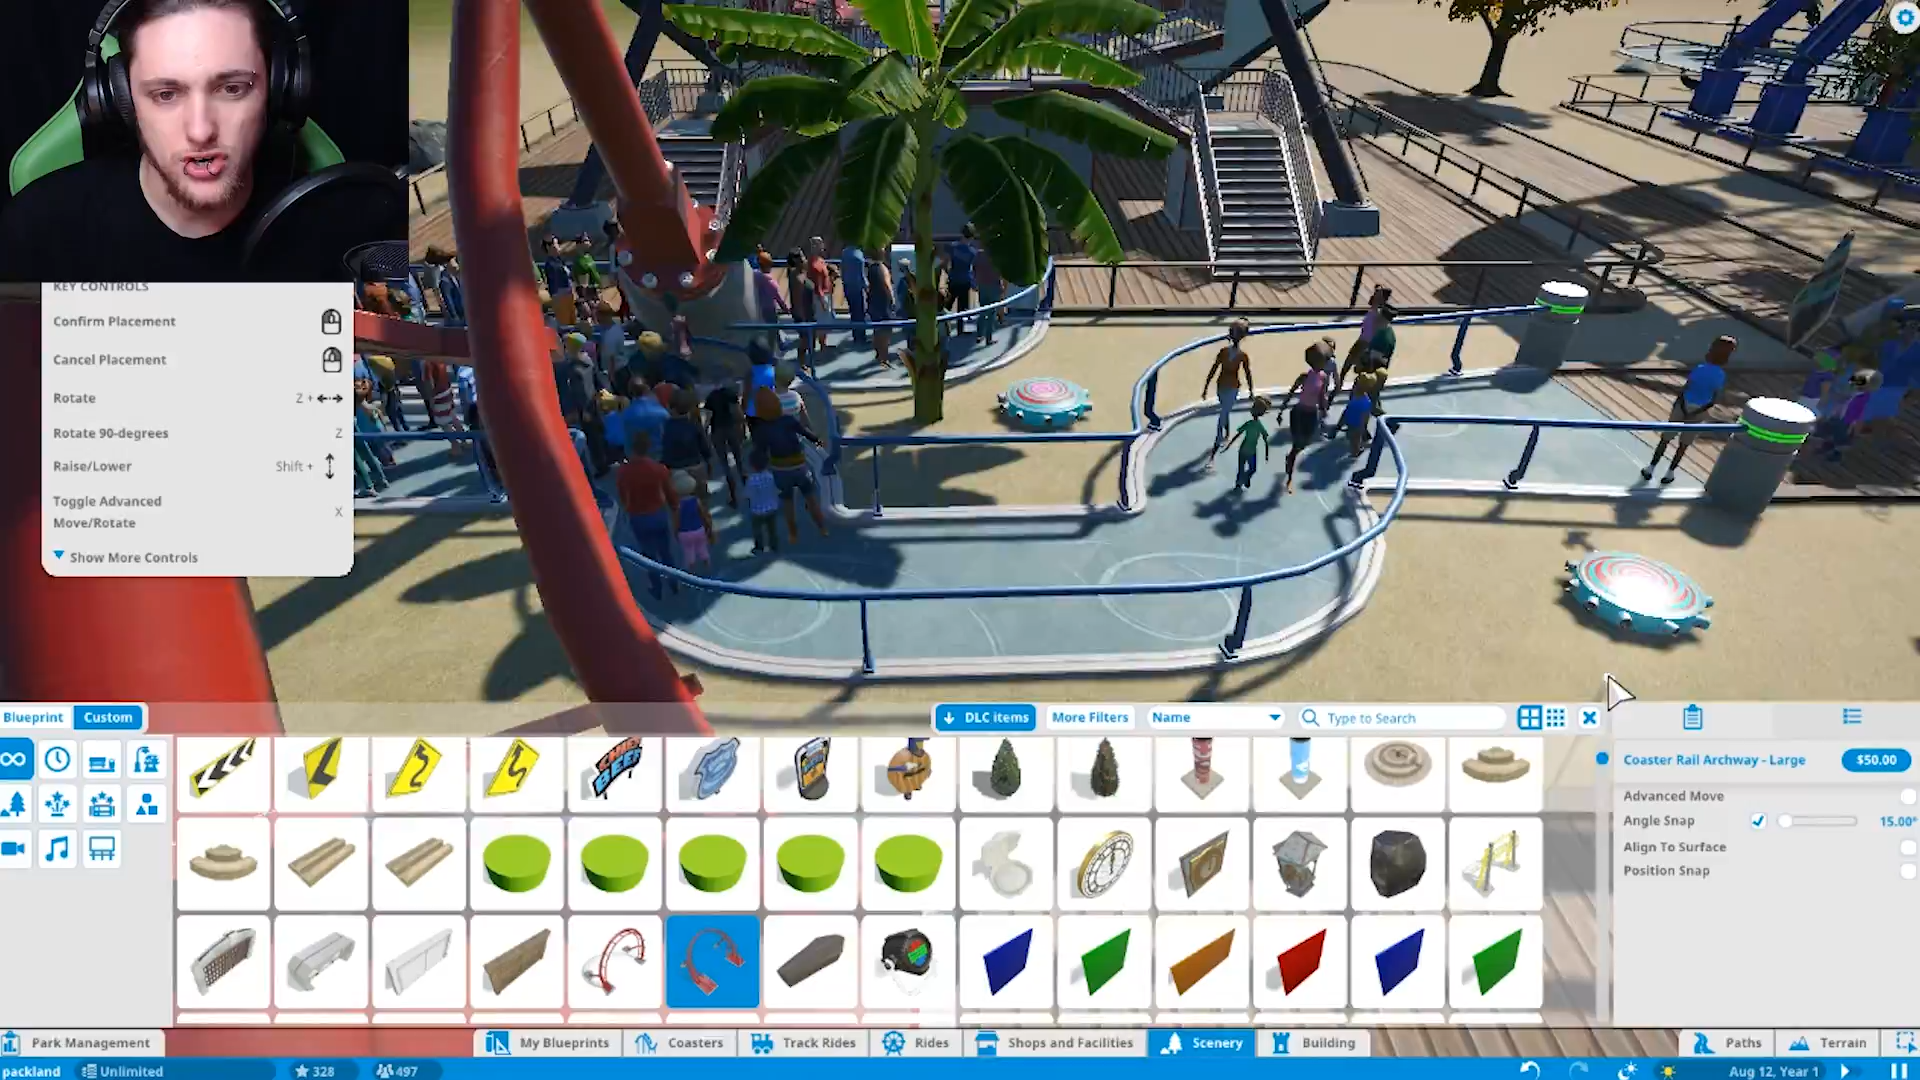 KEY CONTROLS
Confirm Placement
Cancel Placement
Rotate Z +
Rotate 90-degrees Z
Raise/Lower Shift +
Toggle Advanced
Move/Rotate X
Show More Controls
Blueprint Custom DLC items More Filters Name Type to Search
CHIEF
BEEF
Coaster Rail Archway - Large $50.00
Advanced Move
Angle Snap 15.00°
Align To Surface
Position Snap
Park Management My Blueprints Coasters Track Rides Rides Shops and Facilities Scenery Building Paths Terrain
packland Unlimited 328 497 Aug 12, Year 1